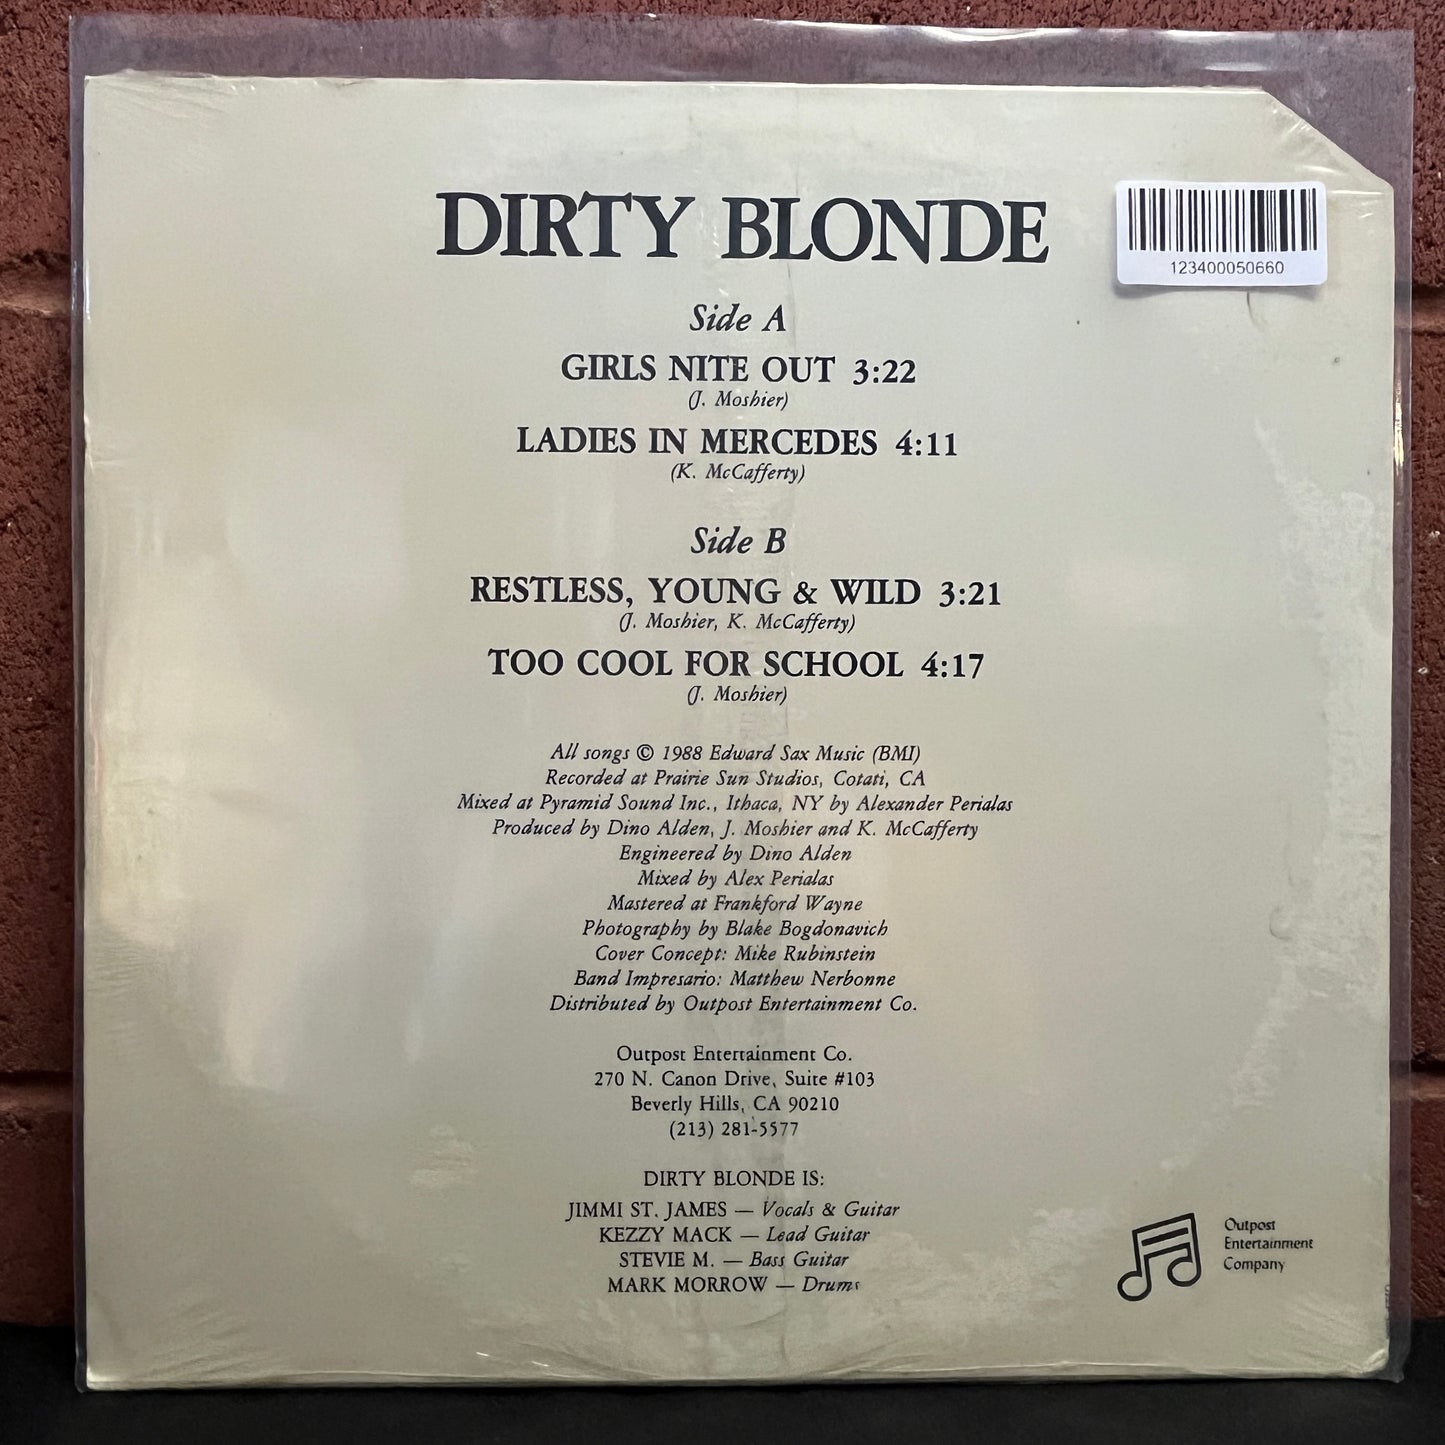 DIRTY BLONDE
123400050660
Side A
GIRLS NITE OUT 3:22
(J. Moshier)
LADIES IN MERCEDES 4:11
(K. McCafferty)
Side B
RESTLESS, YOUNG & WILD 3:21
(J. Moshier, K. McCafferty)
TOO COOL FOR SCHOOL 4:17
(J. Moshier)
All songs © 1988 Edward Sax Music (BMI)
Recorded at Prairie Sun Studios, Cotati, CA
Mixed at Pyramid Sound Inc., Ithaca, NY by Alexander Perialas
Produced by Dino Alden, J. Moshier and K. McCafferty
Engineered by Dino Alden
Mixed by Alex Perialas
Mastered at Frankford Wayne
Photography by Blake Bogdonavich
Cover Concept: Mike Rubinstein
Band Impresario: Matthew Nerbonne
Distributed by Outpost Entertainment Co.
Outpost Entertainment Co.
270 N. Canon Drive, Suite #103
Beverly Hills, CA 90210
(213) 281-5577
DIRTY BLONDE IS:
JIMMI ST. JAMES — Vocals & Guitar
KEZZY MACK — Lead Guitar
STEVIE M. — Bass Guitar
MARK MORROW — Drums
Outpost
Entertainment
Company